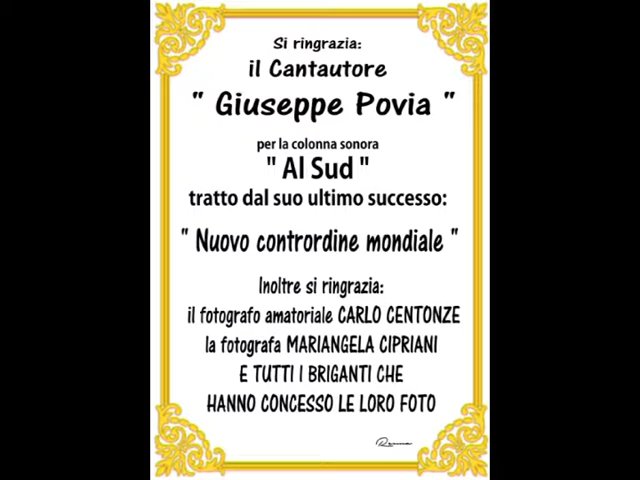 Si ringrazia:
il Cantautore
" Giuseppe Povia "
per la colonna sonora
" Al Sud "
tratto dal suo ultimo successo:
" Nuovo contrordine mondiale "
Inoltre si ringrazia:
il fotografo amatoriale CARLO CENTONZE
la fotografa MARIANGELA CIPRIANI
E TUTTI I BRIGANTI CHE
HANNO CONCESSO LE LORO FOTO